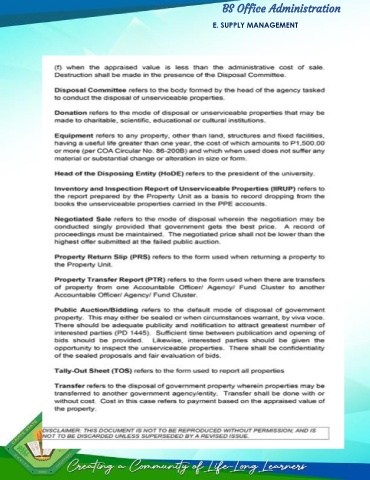 BS Office Administration
E. SUPPLY MANAGEMENT
(f) when the appraised value is less than the administrative cost of sale.
Destruction shall be made in the presence of the Disposal Committee.
Disposal Committee refers to the body formed by the head of the agency tasked
to conduct the disposal of unserviceable properties.
Donation refers to the mode of disposal or unserviceable properties that may be
made to charitable, scientific, educational or cultural institutions.
Equipment refers to any property, other than land, structures and fixed facilities,
having a useful life greater than one year, the cost of which amounts to P1,500.00
or more (per COA Circular No. 86-200B) and which when used does not suffer any
material or substantial change or alteration in size or form.
Head of the Disposing Entity (HoDE) refers to the president of the university.
Inventory and Inspection Report of Unserviceable Properties (IIRUP) refers to
the report prepared by the Property Unit as a basis to record dropping from the
books the unserviceable properties carried in the PPE accounts.
Negotiated Sale refers to the mode of disposal wherein the negotiation may be
conducted singly provided that government gets the best price. A record of
proceedings must be maintained. The negotiated price shall not be lower than the
highest offer submitted at the failed public auction.
Property Return Slip (PRS) refers to the form used when returning a property to
the Property Unit.
Property Transfer Report (PTR) refers to the form used when there are transfers
of property from one Accountable Officer/ Agency/ Fund Cluster to another
Accountable Officer/ Agency/ Fund Cluster.
Public Auction/Bidding refers to the default mode of disposal of government
property. This may either be sealed or when circumstances warrant, by viva voce.
There should be adequate publicity and notification to attract greatest number of
interested parties (PD 1445). Sufficient time between publication and opening of
bids should be provided. Likewise, interested parties should be given the
opportunity to inspect the unserviceable properties. There shall be confidentiality
of the sealed proposals and fair evaluation of bids.
Tally-Out Sheet (TOS) refers to the form used to report all properties
Transfer refers to the disposal of government property wherein properties may be
transferred to another government agency/entity. Transfer shall be done with or
without cost. Cost in this case refers to payment based on the appraised value of
the property.
DISCLAIMER: THIS DOCUMENT IS NOT TO BE REPRODUCED WITHOUT PERMISSION; AND IS
NOT TO BE DISCARDED UNLESS SUPERSEDED BY A REVISED ISSUE.
Creating a Community of Life-Long Learners